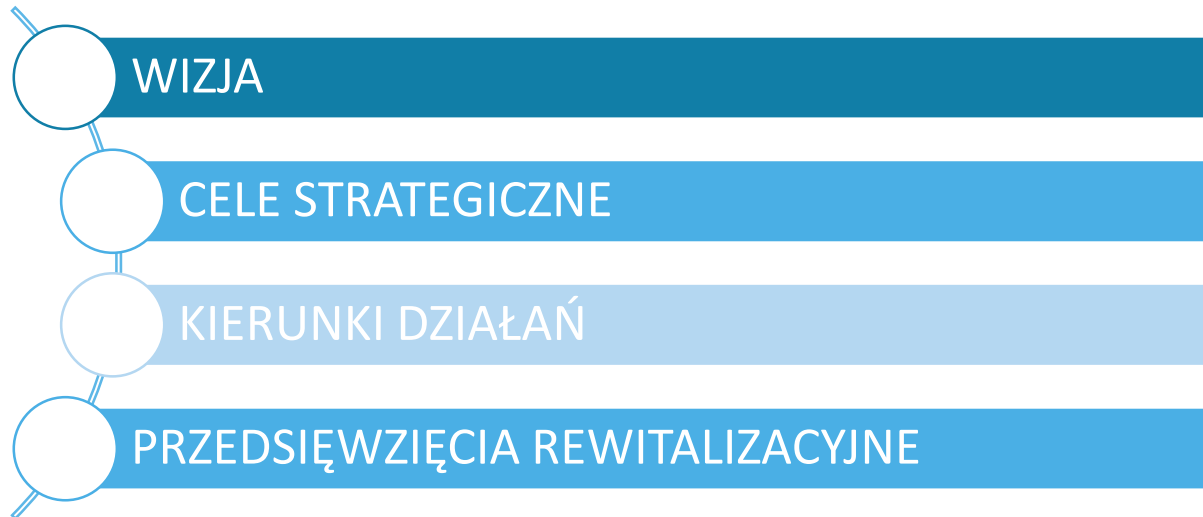 WIZJA
CELE STRATEGICZNE
KIERUNKI DZIAŁAŃ
PRZEDSIĘWZIĘCIA REWITALIZACYJNE